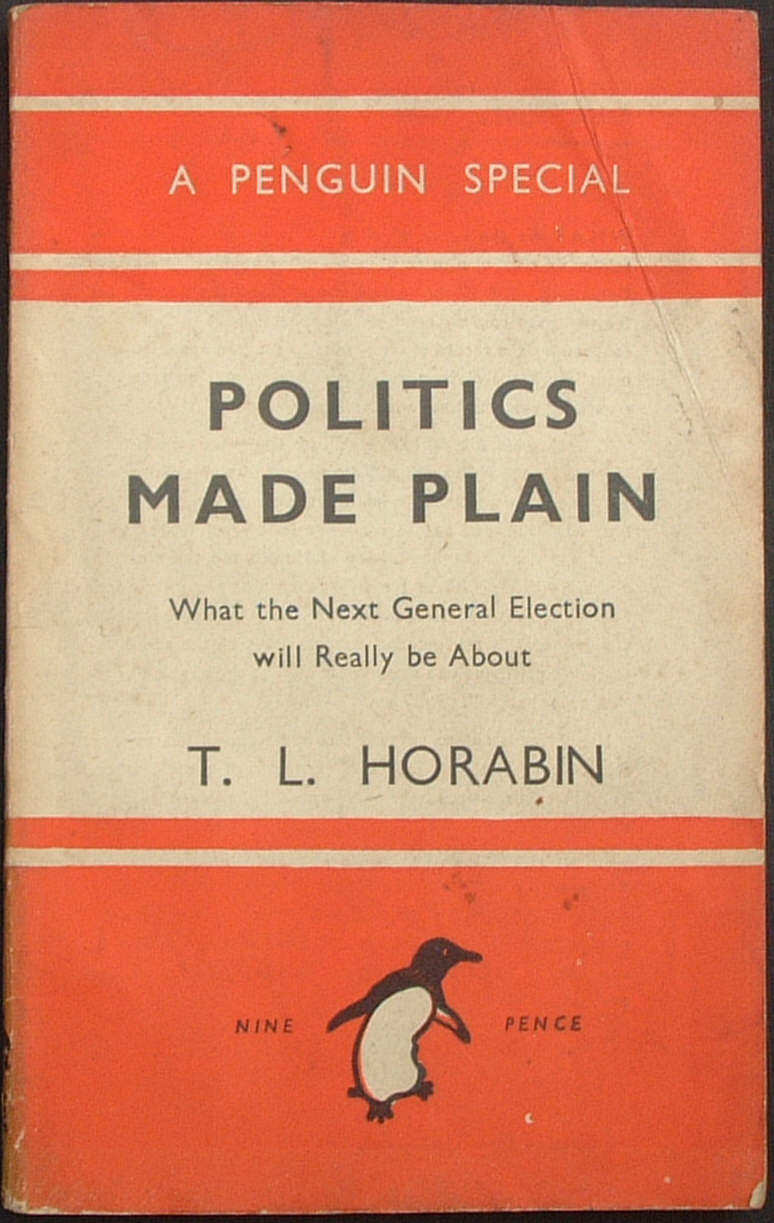 A PENGUIN SPECIAL
POLITICS
MADE PLAIN
What the Next General Election
will Really be About
T. L. HORABIN
NINE PENCE